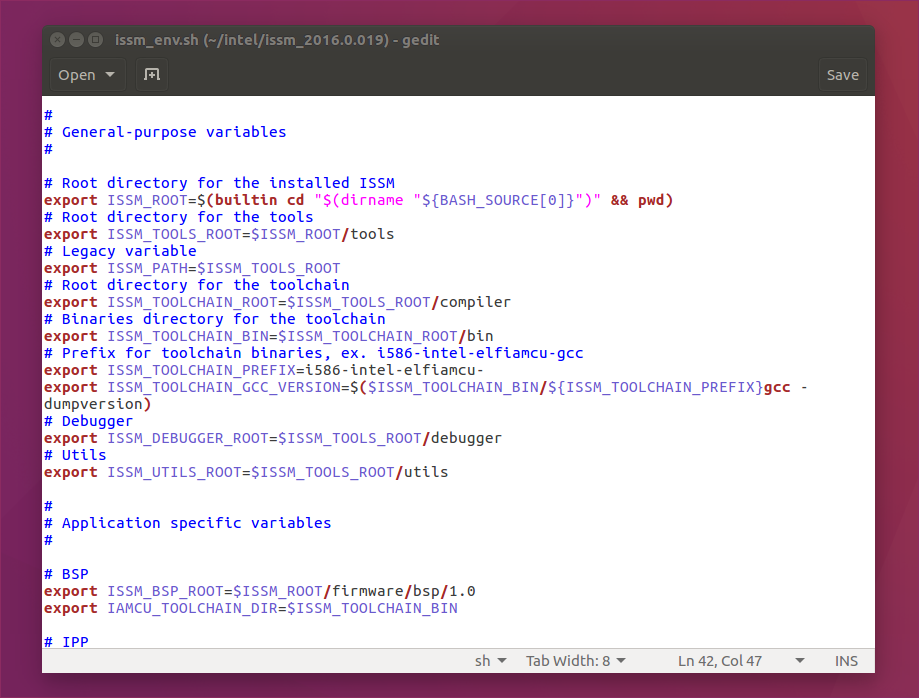 issm_env.sh (~/intel/issm_2016.0.019) - gedit
Open
Save
#
# General-purpose variables
#
# Root directory for the installed ISSM
export ISSM_ROOT=$(builtin cd "$(dirname "${BASH_SOURCE[0]}")" && pwd)
# Root directory for the tools
export ISSM_TOOLS_ROOT=$ISSM_ROOT/tools
# Legacy variable
export ISSM_PATH=$ISSM_TOOLS_ROOT
# Root directory for the toolchain
export ISSM_TOOLCHAIN_ROOT=$ISSM_TOOLS_ROOT/compiler
# Binaries directory for the toolchain
export ISSM_TOOLCHAIN_BIN=$ISSM_TOOLCHAIN_ROOT/bin
# Prefix for toolchain binaries, ex. i586-intel-elfiamcu-gcc
export ISSM_TOOLCHAIN_PREFIX=i586-intel-elfiamcu-
export ISSM_TOOLCHAIN_GCC_VERSION=$($ISSM_TOOLCHAIN_BIN/${ISSM_TOOLCHAIN_PREFIX}gcc -
dumpversion)
# Debugger
export ISSM_DEBUGGER_ROOT=$ISSM_TOOLS_ROOT/debugger
# Utils
export ISSM_UTILS_ROOT=$ISSM_TOOLS_ROOT/utils
#
# Application specific variables
#
# BSP
export ISSM_BSP_ROOT=$ISSM_ROOT/firmware/bsp/1.0
export IAMCU_TOOLCHAIN_DIR=$ISSM_TOOLCHAIN_BIN
# IPP
sh Tab Width: 8 Ln 42, Col 47 INS